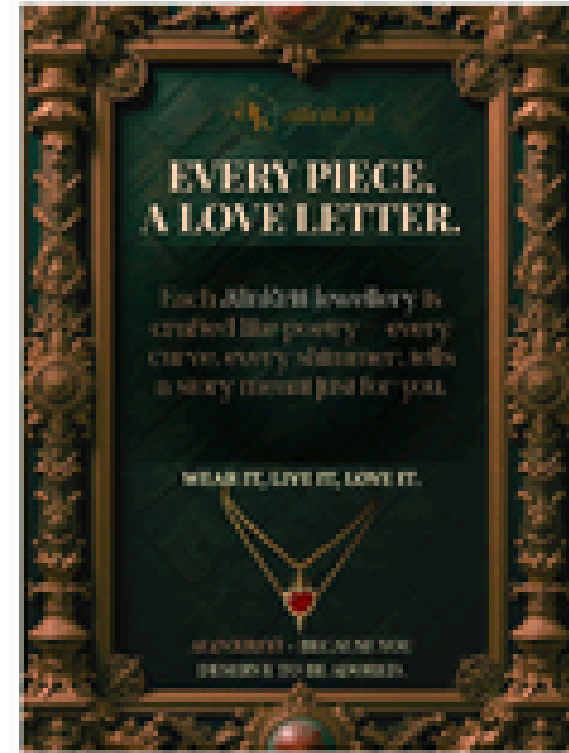 EVERY PIECE,
A LOVE LETTER.
Each Jewellery is
crafted like poetry every
curve, every shimmer, tells
a story meant just for you.
WEAR IT, LIVE IT, LOVE IT.
- BECAUSE YOU
DESERVE TO BE